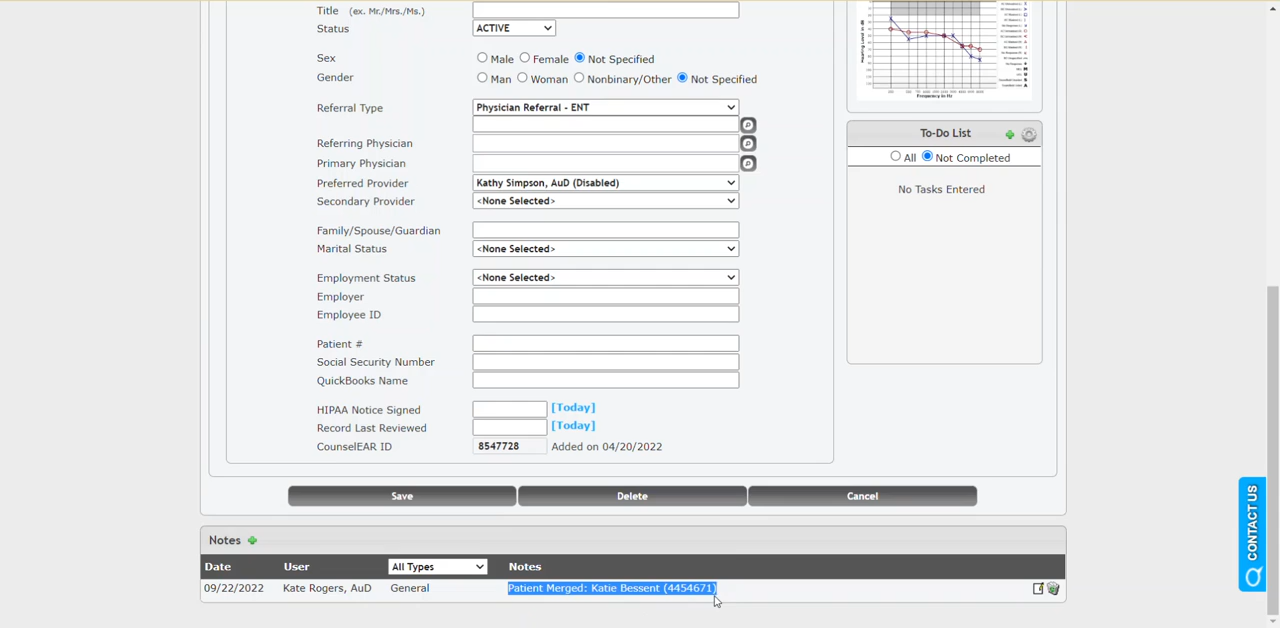 Title (ex. Mr./Mrs./Ms.)
Status ACTIVE
Sex Male Female Not Specified
Gender Man Woman Nonbinary/Other Not Specified
Referral Type Physician Referral - ENT
Referring Physician
Primary Physician
Preferred Provider Kathy Simpson, AuD (Disabled)
Secondary Provider <None Selected>
Family/Spouse/Guardian
Marital Status <None Selected>
Employment Status <None Selected>
Employer
Employee ID
Patient #
Social Security Number
QuickBooks Name
HIPAA Notice Signed [Today]
Record Last Reviewed [Today]
CounselEAR ID 8547728 Added on 04/20/2022
Save Delete Cancel
Frequency in Hz
To-Do List
All Not Completed
No Tasks Entered
CONTACT US
Notes
Date User All Types Notes
09/22/2022 Kate Rogers, AuD General Patient Merged: Katie Bessent (4454671)